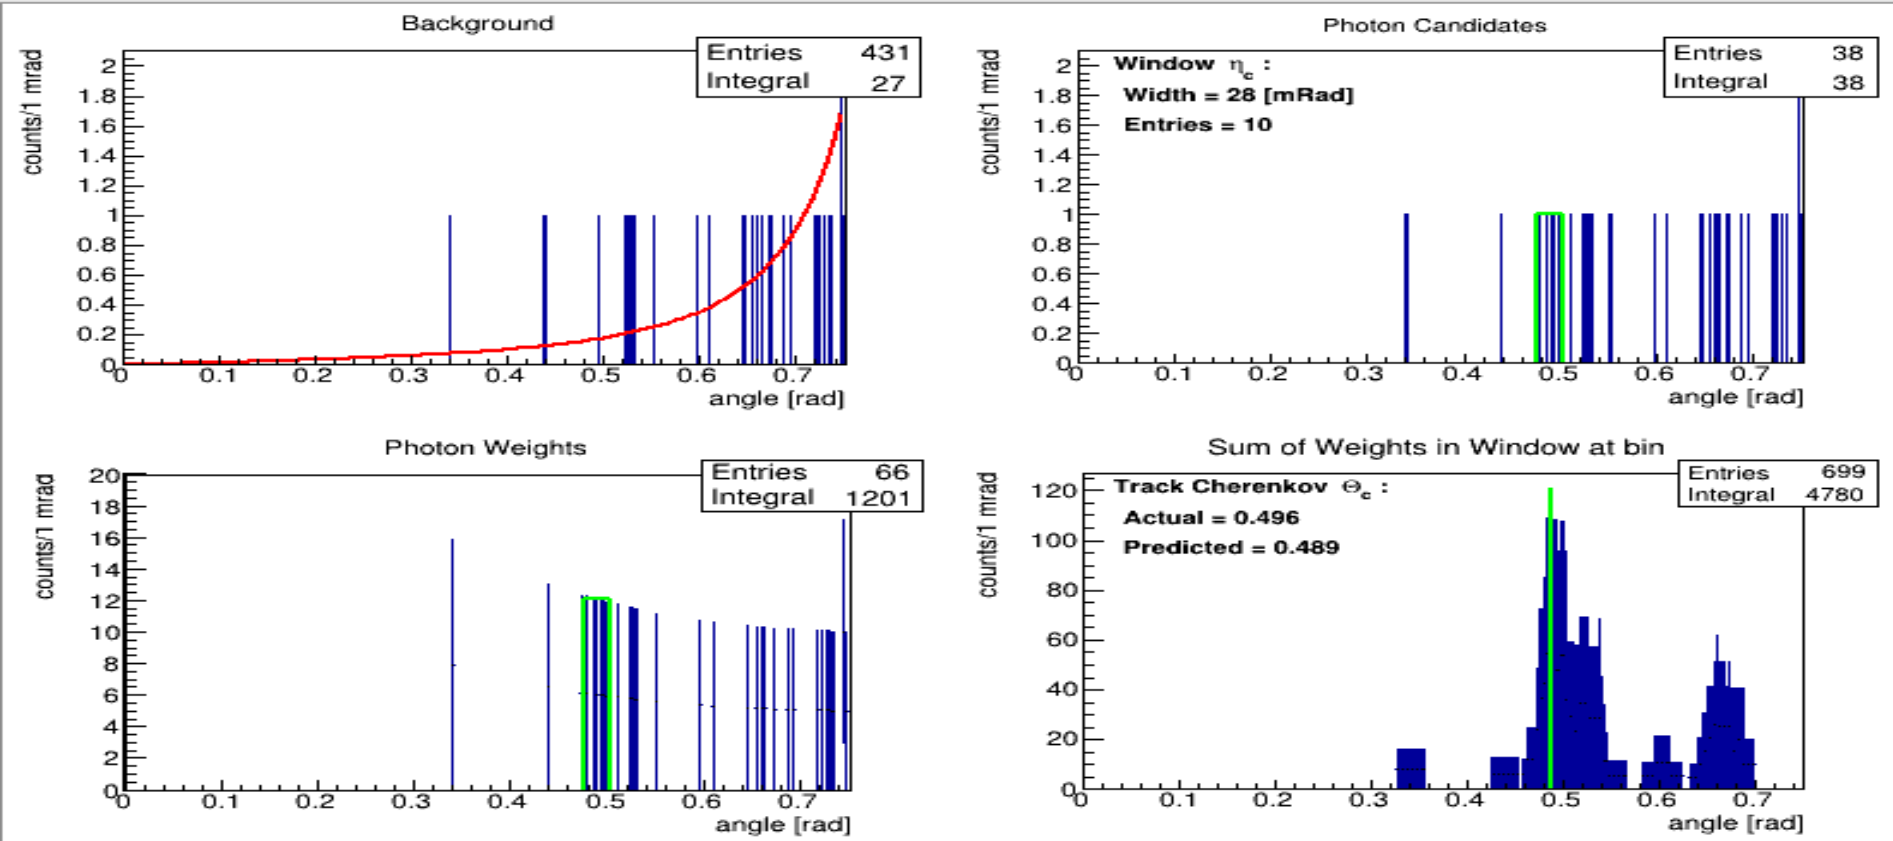 Background
Entries 431
Integral 27
counts/1 mrad
2
1.8
1.6
1.4
1.2
1
0.8
0.6
0.4
0.2
0
0 0.1 0.2 0.3 0.4 0.5 0.6 0.7
angle [rad]
Photon Candidates
Entries 38
Integral 38
Window ηc :
Width = 28 [mRad]
Entries = 10
counts/1 mrad
2
1.8
1.6
1.4
1.2
1
0.8
0.6
0.4
0.2
0
0 0.1 0.2 0.3 0.4 0.5 0.6 0.7
angle [rad]
Photon Weights
Entries 66
Integral 1201
counts/1 mrad
20
18
16
14
12
10
8
6
4
2
0
0 0.1 0.2 0.3 0.4 0.5 0.6 0.7
angle [rad]
Sum of Weights in Window at bin
Entries 699
Integral 4780
Track Cherenkov Θc :
Actual = 0.496
Predicted = 0.489
counts/1 mrad
120
100
80
60
40
20
0
0 0.1 0.2 0.3 0.4 0.5 0.6 0.7
angle [rad]